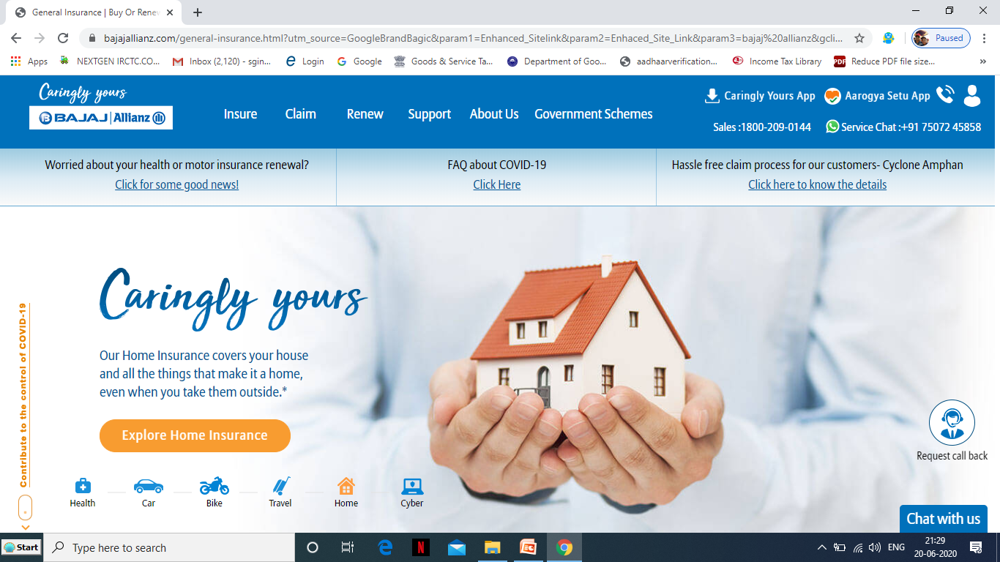 General Insurance | Buy Or Renew
bajajallianz.com/general-insurance.html?utm_source=GoogleBrandBagic&param1=Enhanced_Sitelink&param2=Enhaced_Site_Link&param3=bajaj%20allianz&gcli...
Paused
Apps
NEXTGEN IRCTC.CO...
Inbox (2,120) - sgin...
Login
Google
Goods & Service Ta...
Department of Goo...
aadhaarverification...
Income Tax Library
PDF
Reduce PDF file size...
Caringly yours
BAJAJ | Allianz
Insure
Claim
Renew
Support
About Us
Government Schemes
Caringly Yours App
Aarogya Setu App
Sales :1800-209-0144
Service Chat :+91 75072 45858
Worried about your health or motor insurance renewal?
Click for some good news!
FAQ about COVID-19
Click Here
Hassle free claim process for our customers- Cyclone Amphan
Click here to know the details
Caringly yours
Our Home Insurance covers your house
and all the things that make it a home,
even when you take them outside.*
Explore Home Insurance
Contribute to the control of COVID-19
Health
Car
Bike
Travel
Home
Cyber
Request call back
Chat with us
Start
Type here to search
ENG
21:29
20-06-2020